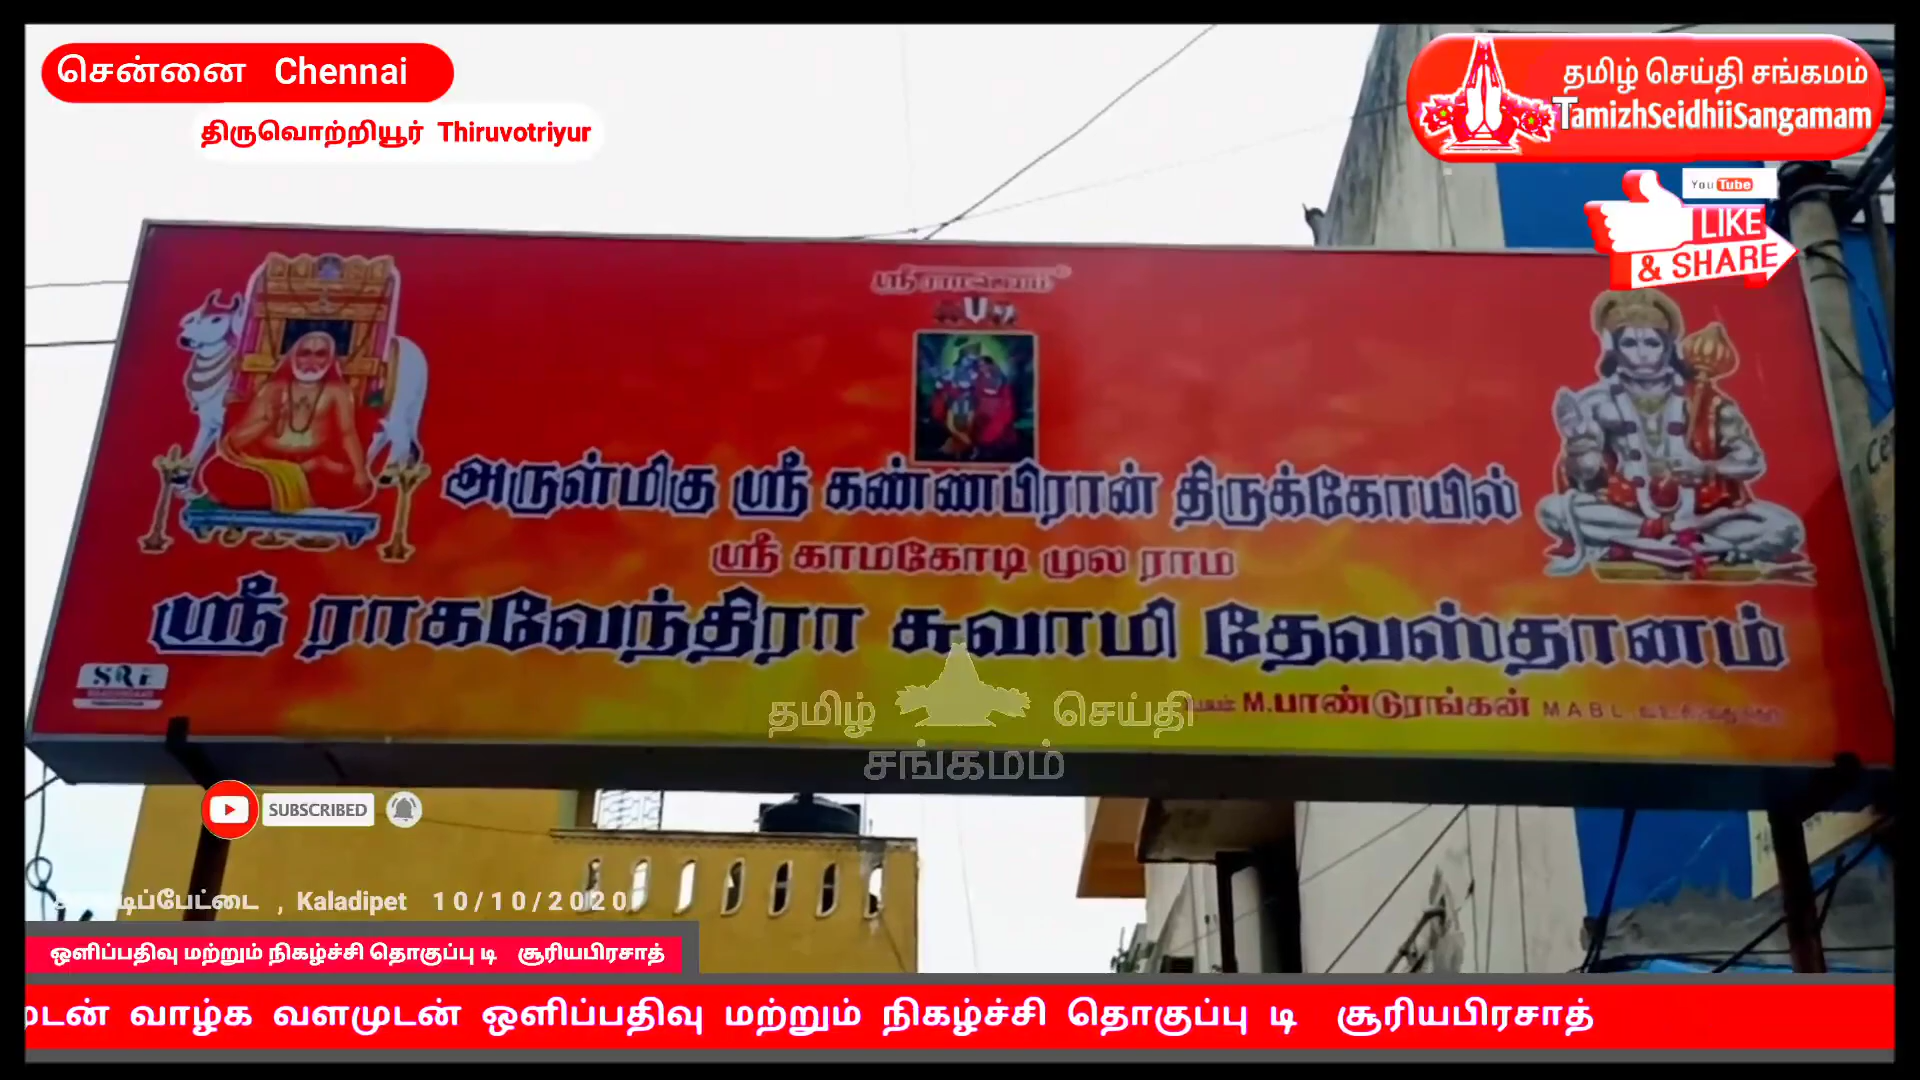 சென்னை Chennai
திருவொற்றியூர் Thiruvotriyur
தமிழ் செய்தி சங்கமம்
TamizhSeidhiiSangamam
You Tube
LIKE
& SHARE
ஸ்ரீ ராமஜெயம்
அருள்மிகு ஸ்ரீ கண்ணபிரான் திருக்கோயில்
ஸ்ரீ காமகோடி முல ராம
ஸ்ரீ ராகவேந்திரா சுவாமி தேவஸ்தானம்
M.பாண்டுரங்கன் M A B L
தமிழ் செய்தி
சங்கமம்
SUBSCRIBED
, Kaladipet 10/10/2020
ஒளிப்பதிவு மற்றும் நிகழ்ச்சி தொகுப்பு டி சூரியபிரசாத்
வாழ்க வளமுடன் ஒளிப்பதிவு மற்றும் நிகழ்ச்சி தொகுப்பு டி சூரியபிரசாத்